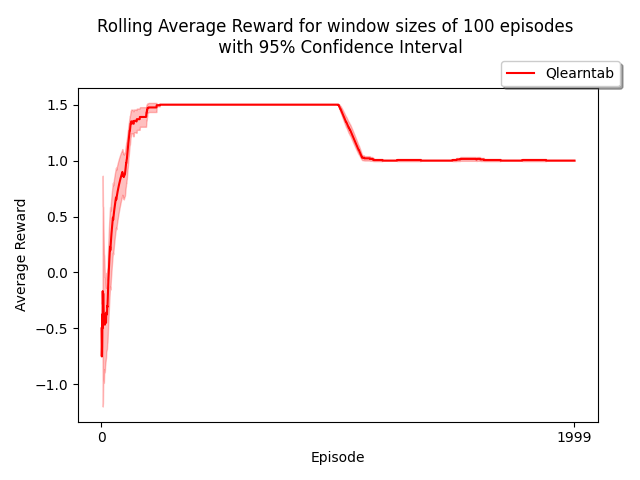 Rolling Average Reward for window sizes of 100 episodes
with 95% Confidence Interval
Qlearntab
1.5
1.0
0.5
0.0
−0.5
−1.0
Average Reward
0
1999
Episode